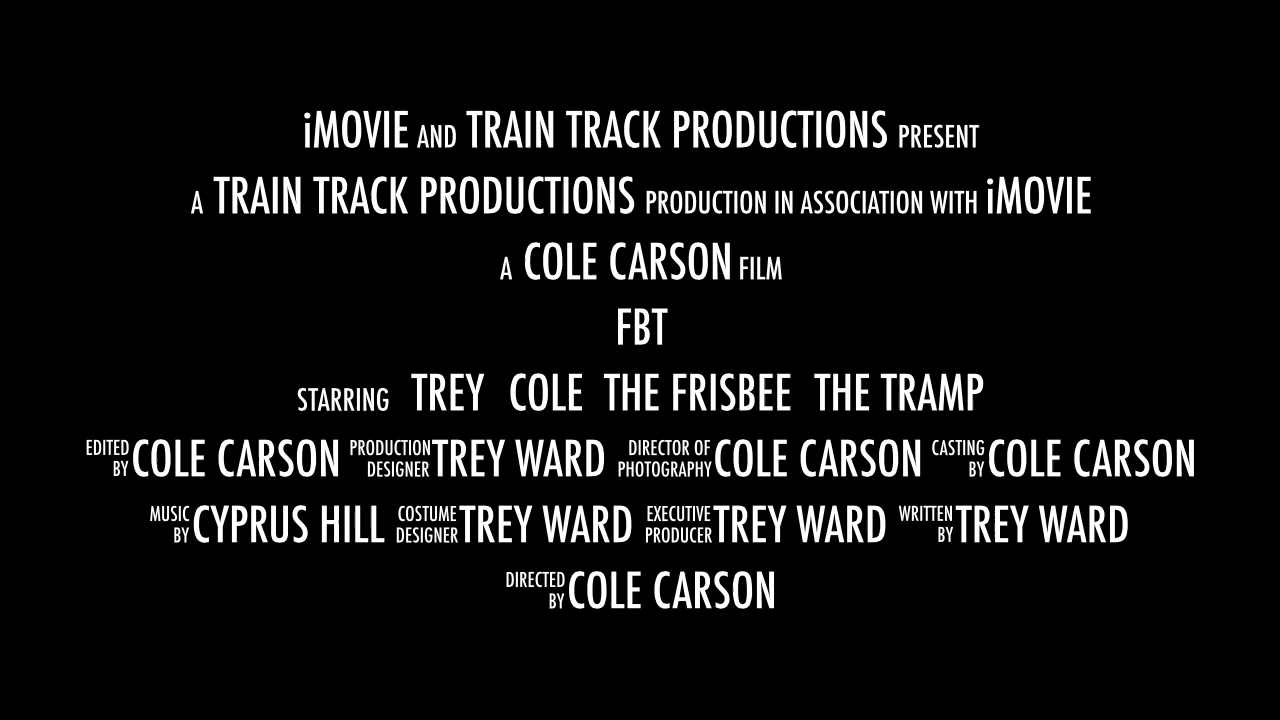 iMOVIE AND TRAIN TRACK PRODUCTIONS PRESENT
A TRAIN TRACK PRODUCTIONS PRODUCTION IN ASSOCIATION WITH iMOVIE
A COLE CARSON FILM
FBT
STARRING TREY COLE THE FRISBEE THE TRAMP
EDITED BY COLE CARSON PRODUCTION DESIGNER TREY WARD DIRECTOR OF PHOTOGRAPHY COLE CARSON CASTING BY COLE CARSON
MUSIC BY CYPRUS HILL COSTUME DESIGNER TREY WARD EXECUTIVE PRODUCER TREY WARD WRITTEN BY TREY WARD
DIRECTED BY COLE CARSON